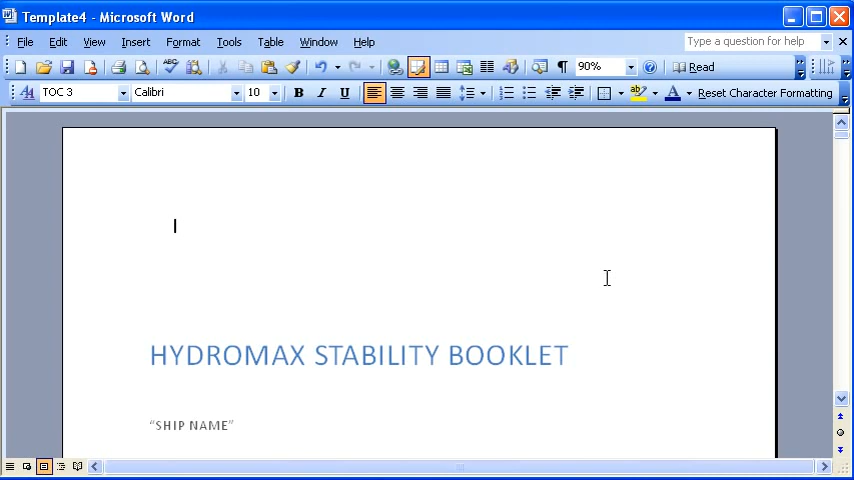 Template4 - Microsoft Word
File Edit View Insert Format Tools Table Window Help Type a question for help
90% Read
TOC 3 Calibri 10 B I U A Reset Character Formatting
HYDROMAX STABILITY BOOKLET
“SHIP NAME”